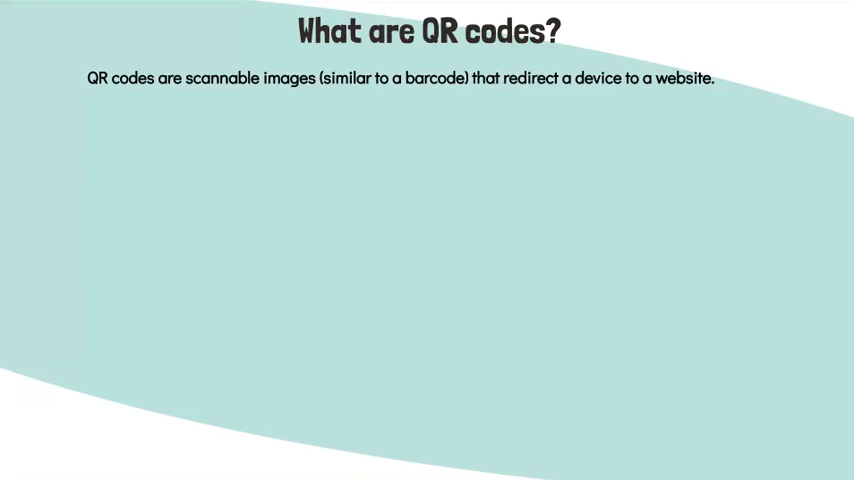 What are QR codes?
QR codes are scannable images (similar to a barcode) that redirect a device to a website.